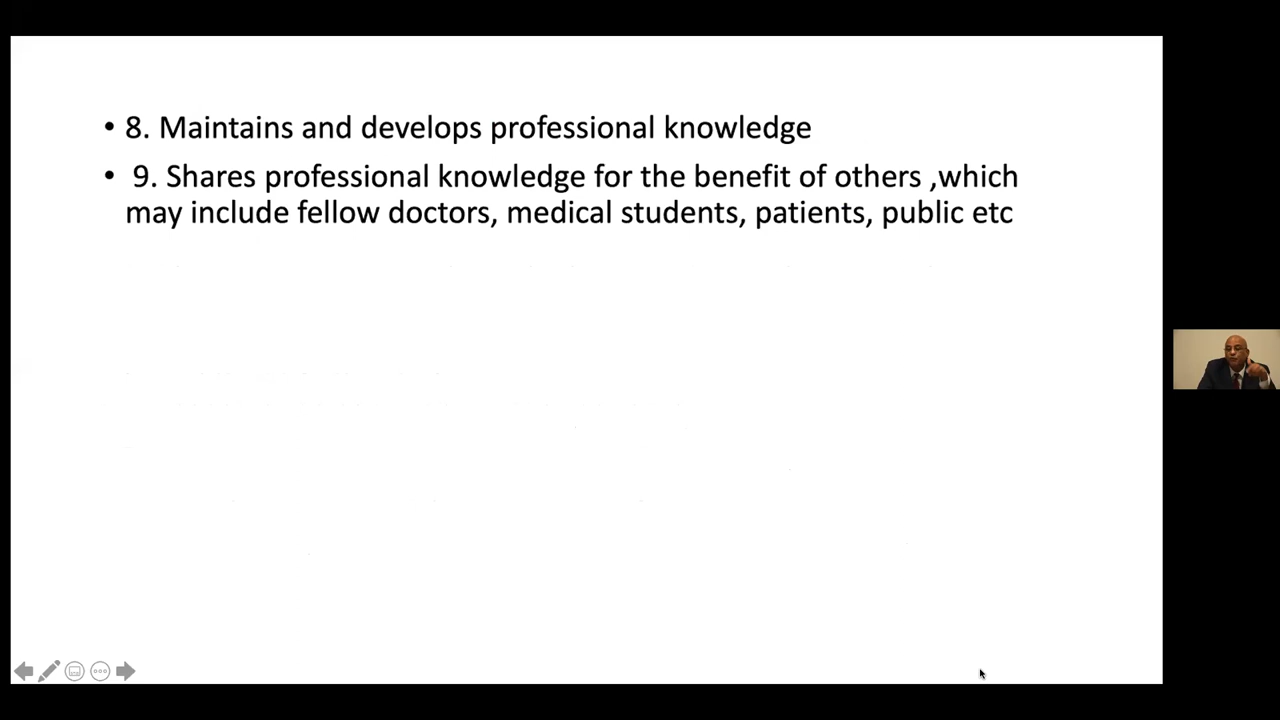 • 8. Maintains and develops professional knowledge
• 9. Shares professional knowledge for the benefit of others ,which
may include fellow doctors, medical students, patients, public etc